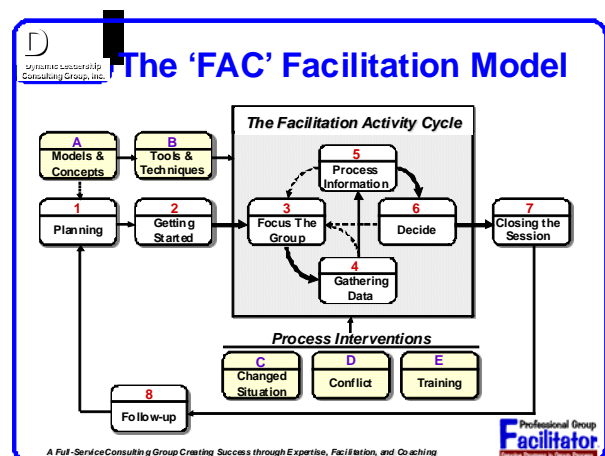 D
Dynamic Leadership
Consulting Group, Inc.
The ‘FAC’ Facilitation Model
The Facilitation Activity Cycle
A
Models &
Concepts
B
Tools &
Techniques
5
Process
Information
1
Planning
2
Getting
Started
3
Focus The
Group
6
Decide
7
Closing the
Session
4
Gathering
Data
Process Interventions
C
Changed
Situation
D
Conflict
E
Training
8
Follow-up
Professional Group
Facilitator
A Full-Service Consulting Group Creating Success through Expertise, Facilitation, and Coaching